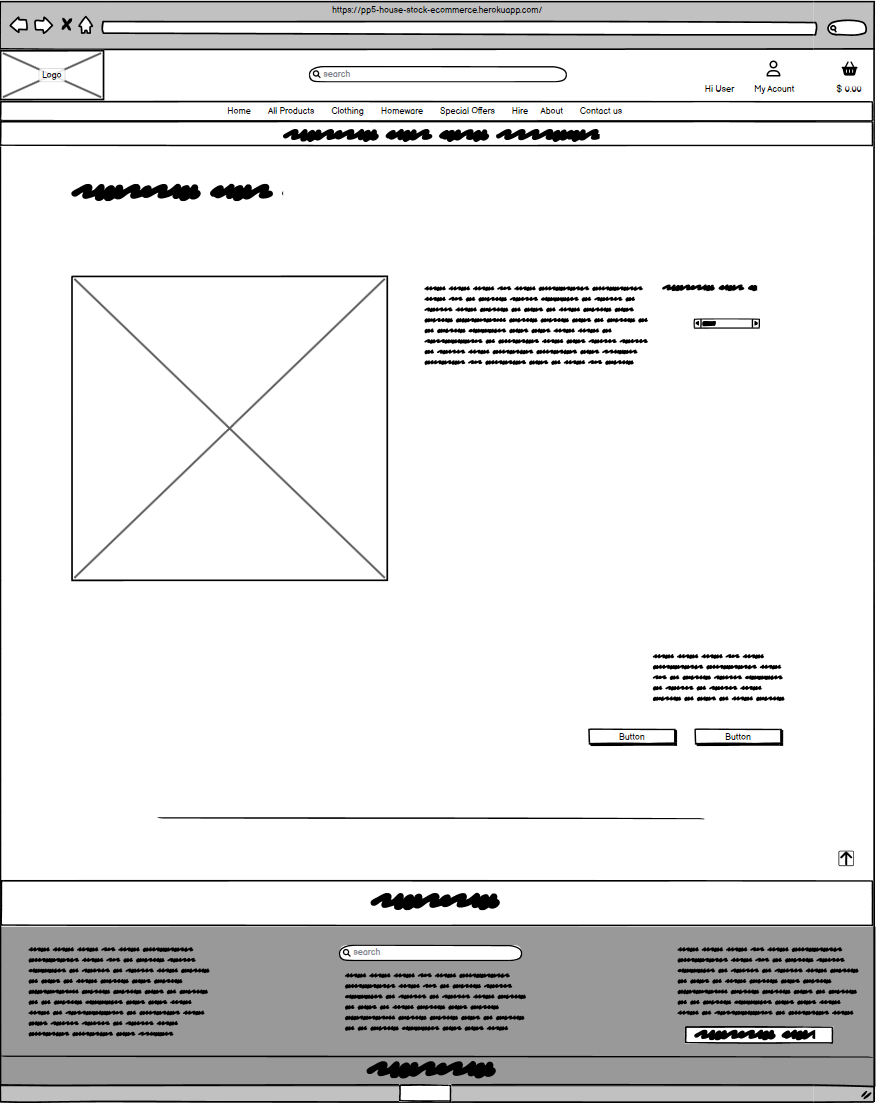 https://pp5-house-stock-ecommerce.herokuapp.com/
Logo
search
Hi User My Acount $ 0.00
Home All Products Clothing Homeware Special Offers Hire About Contact us
Button Button
search